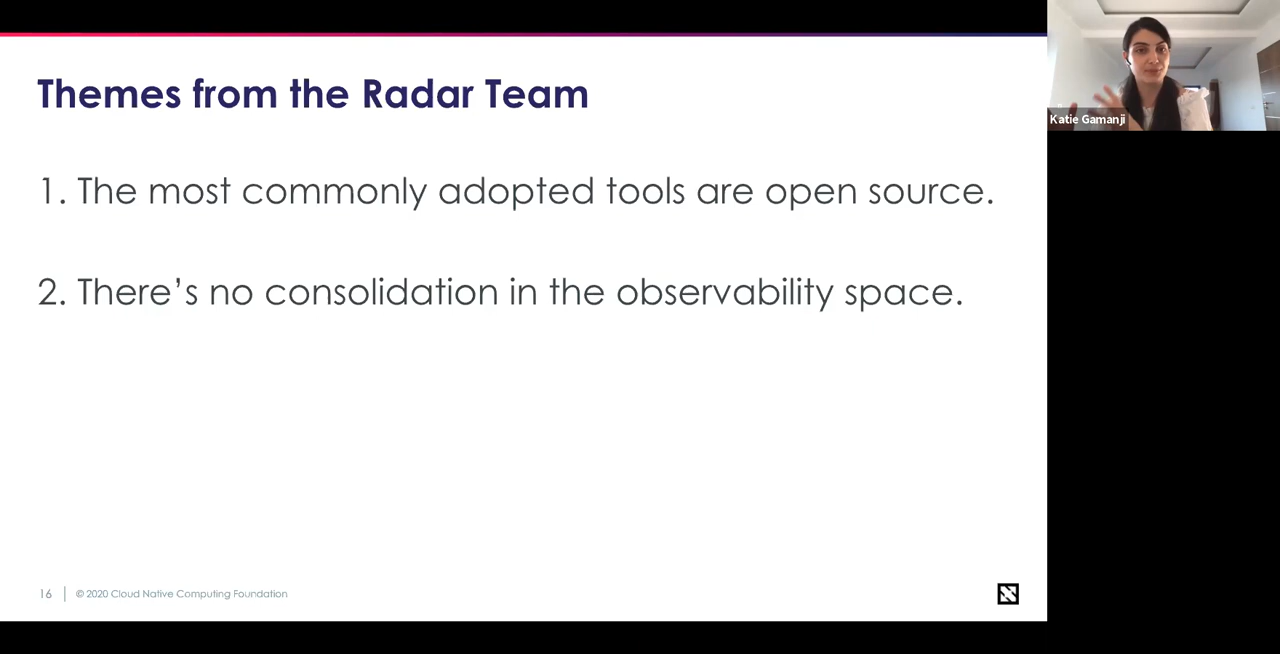 Themes from the Radar Team
Katie Gamanji
1. The most commonly adopted tools are open source.
2. There’s no consolidation in the observability space.
16 | © 2020 Cloud Native Computing Foundation